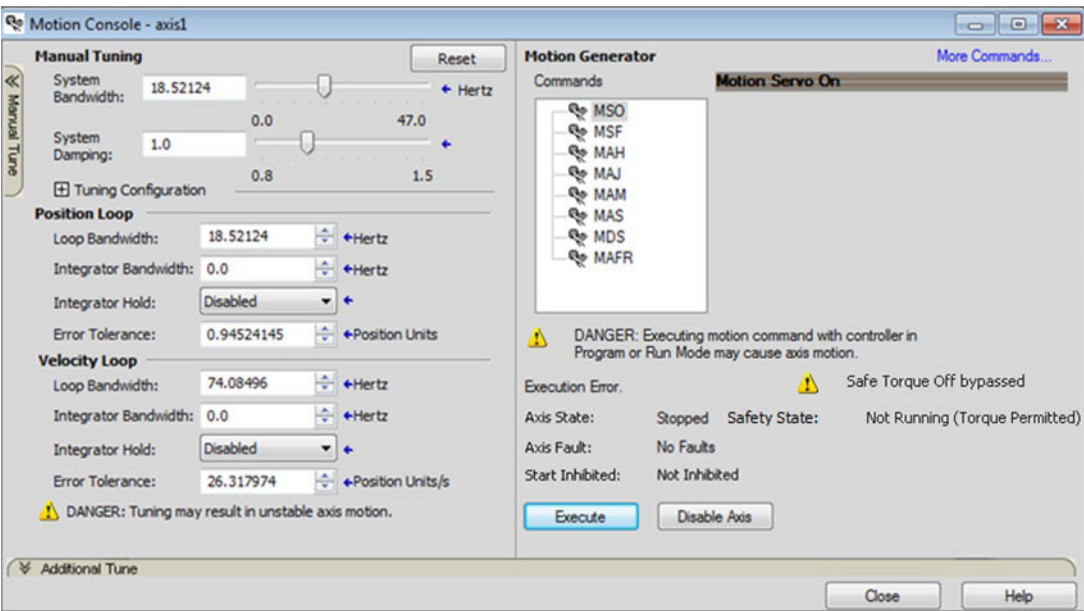 Motion Console - axis1
Manual Tune
Manual Tuning
Reset
System
Bandwidth:
18.52124
Hertz
0.0 47.0
System
Damping:
1.0
0.8 1.5
Tuning Configuration
Position Loop
Loop Bandwidth: 18.52124 Hertz
Integrator Bandwidth: 0.0 Hertz
Integrator Hold: Disabled
Error Tolerance: 0.94524145 Position Units
Velocity Loop
Loop Bandwidth: 74.08496 Hertz
Integrator Bandwidth: 0.0 Hertz
Integrator Hold: Disabled
Error Tolerance: 26.317974 Position Units/s
DANGER: Tuning may result in unstable axis motion.
Motion Generator
More Commands...
Commands
Motion Servo On
MSO
MSF
MAH
MAJ
MAM
MAS
MDS
MAFR
DANGER: Executing motion command with controller in
Program or Run Mode may cause axis motion.
Execution Error.
Safe Torque Off bypassed
Axis State: Stopped Safety State: Not Running (Torque Permitted)
Axis Fault: No Faults
Start Inhibited: Not Inhibited
Execute Disable Axis
Additional Tune
Close Help